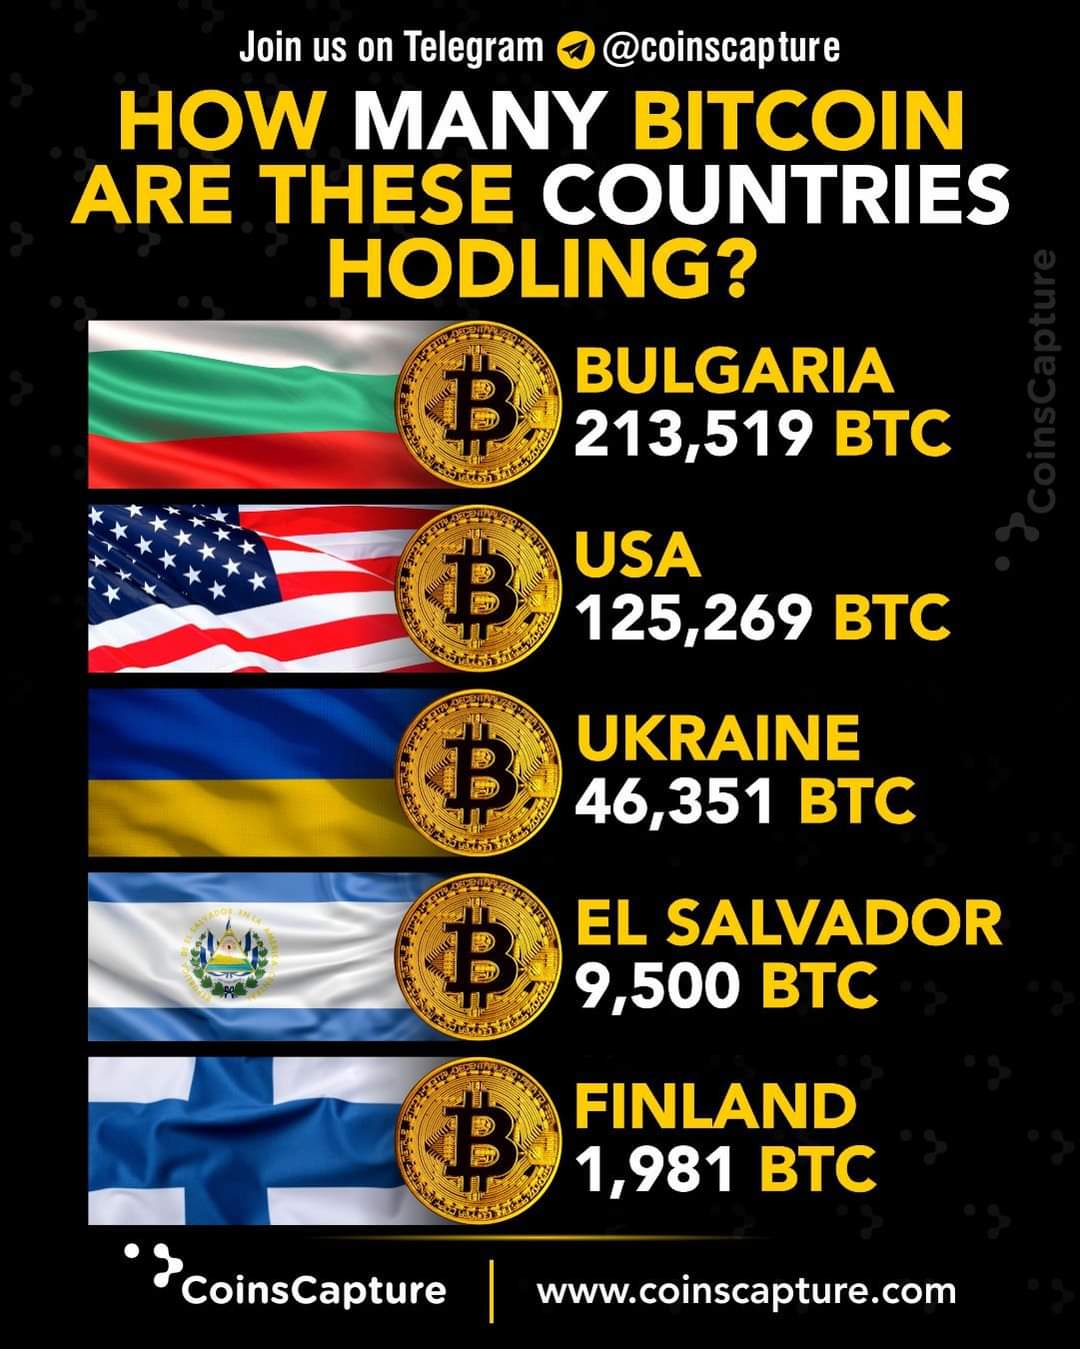 Join us on Telegram @coinscapture
HOW MANY BITCOIN
ARE THESE COUNTRIES
HODLING?
CoinsCapture
BULGARIA
213,519 BTC
USA
125,269 BTC
UKRAINE
46,351 BTC
EL SALVADOR
9,500 BTC
FINLAND
1,981 BTC
CoinsCapture
www.coinscapture.com